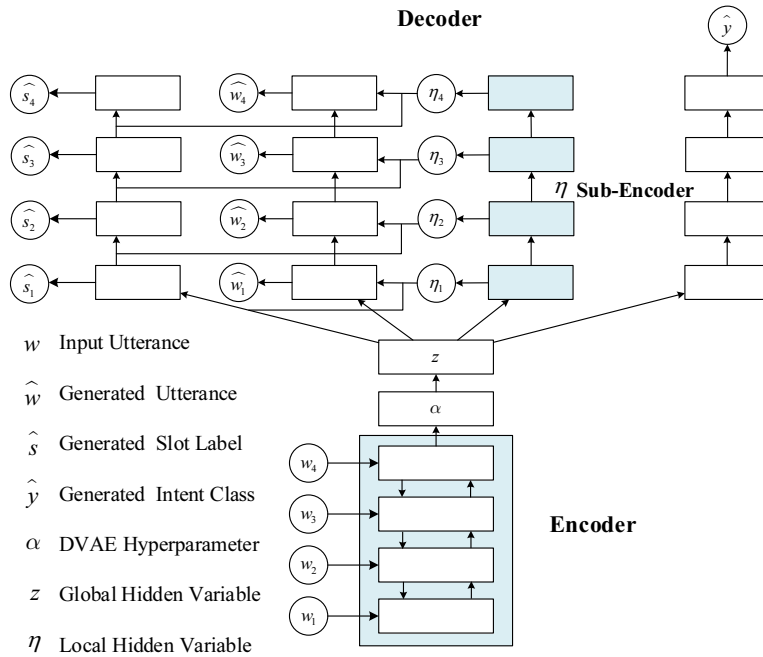 Decoder
ŷ
ŝ₄ ŵ₄ η₄
ŝ₃ ŵ₃ η₃
η Sub-Encoder
ŝ₂ ŵ₂ η₂
ŝ₁ ŵ₁ η₁
w Input Utterance
z
ŵ Generated Utterance
α
ŝ Generated Slot Label
w₄
ŷ Generated Intent Class
w₃
Encoder
α DVAE Hyperparameter
w₂
z Global Hidden Variable
w₁
η Local Hidden Variable